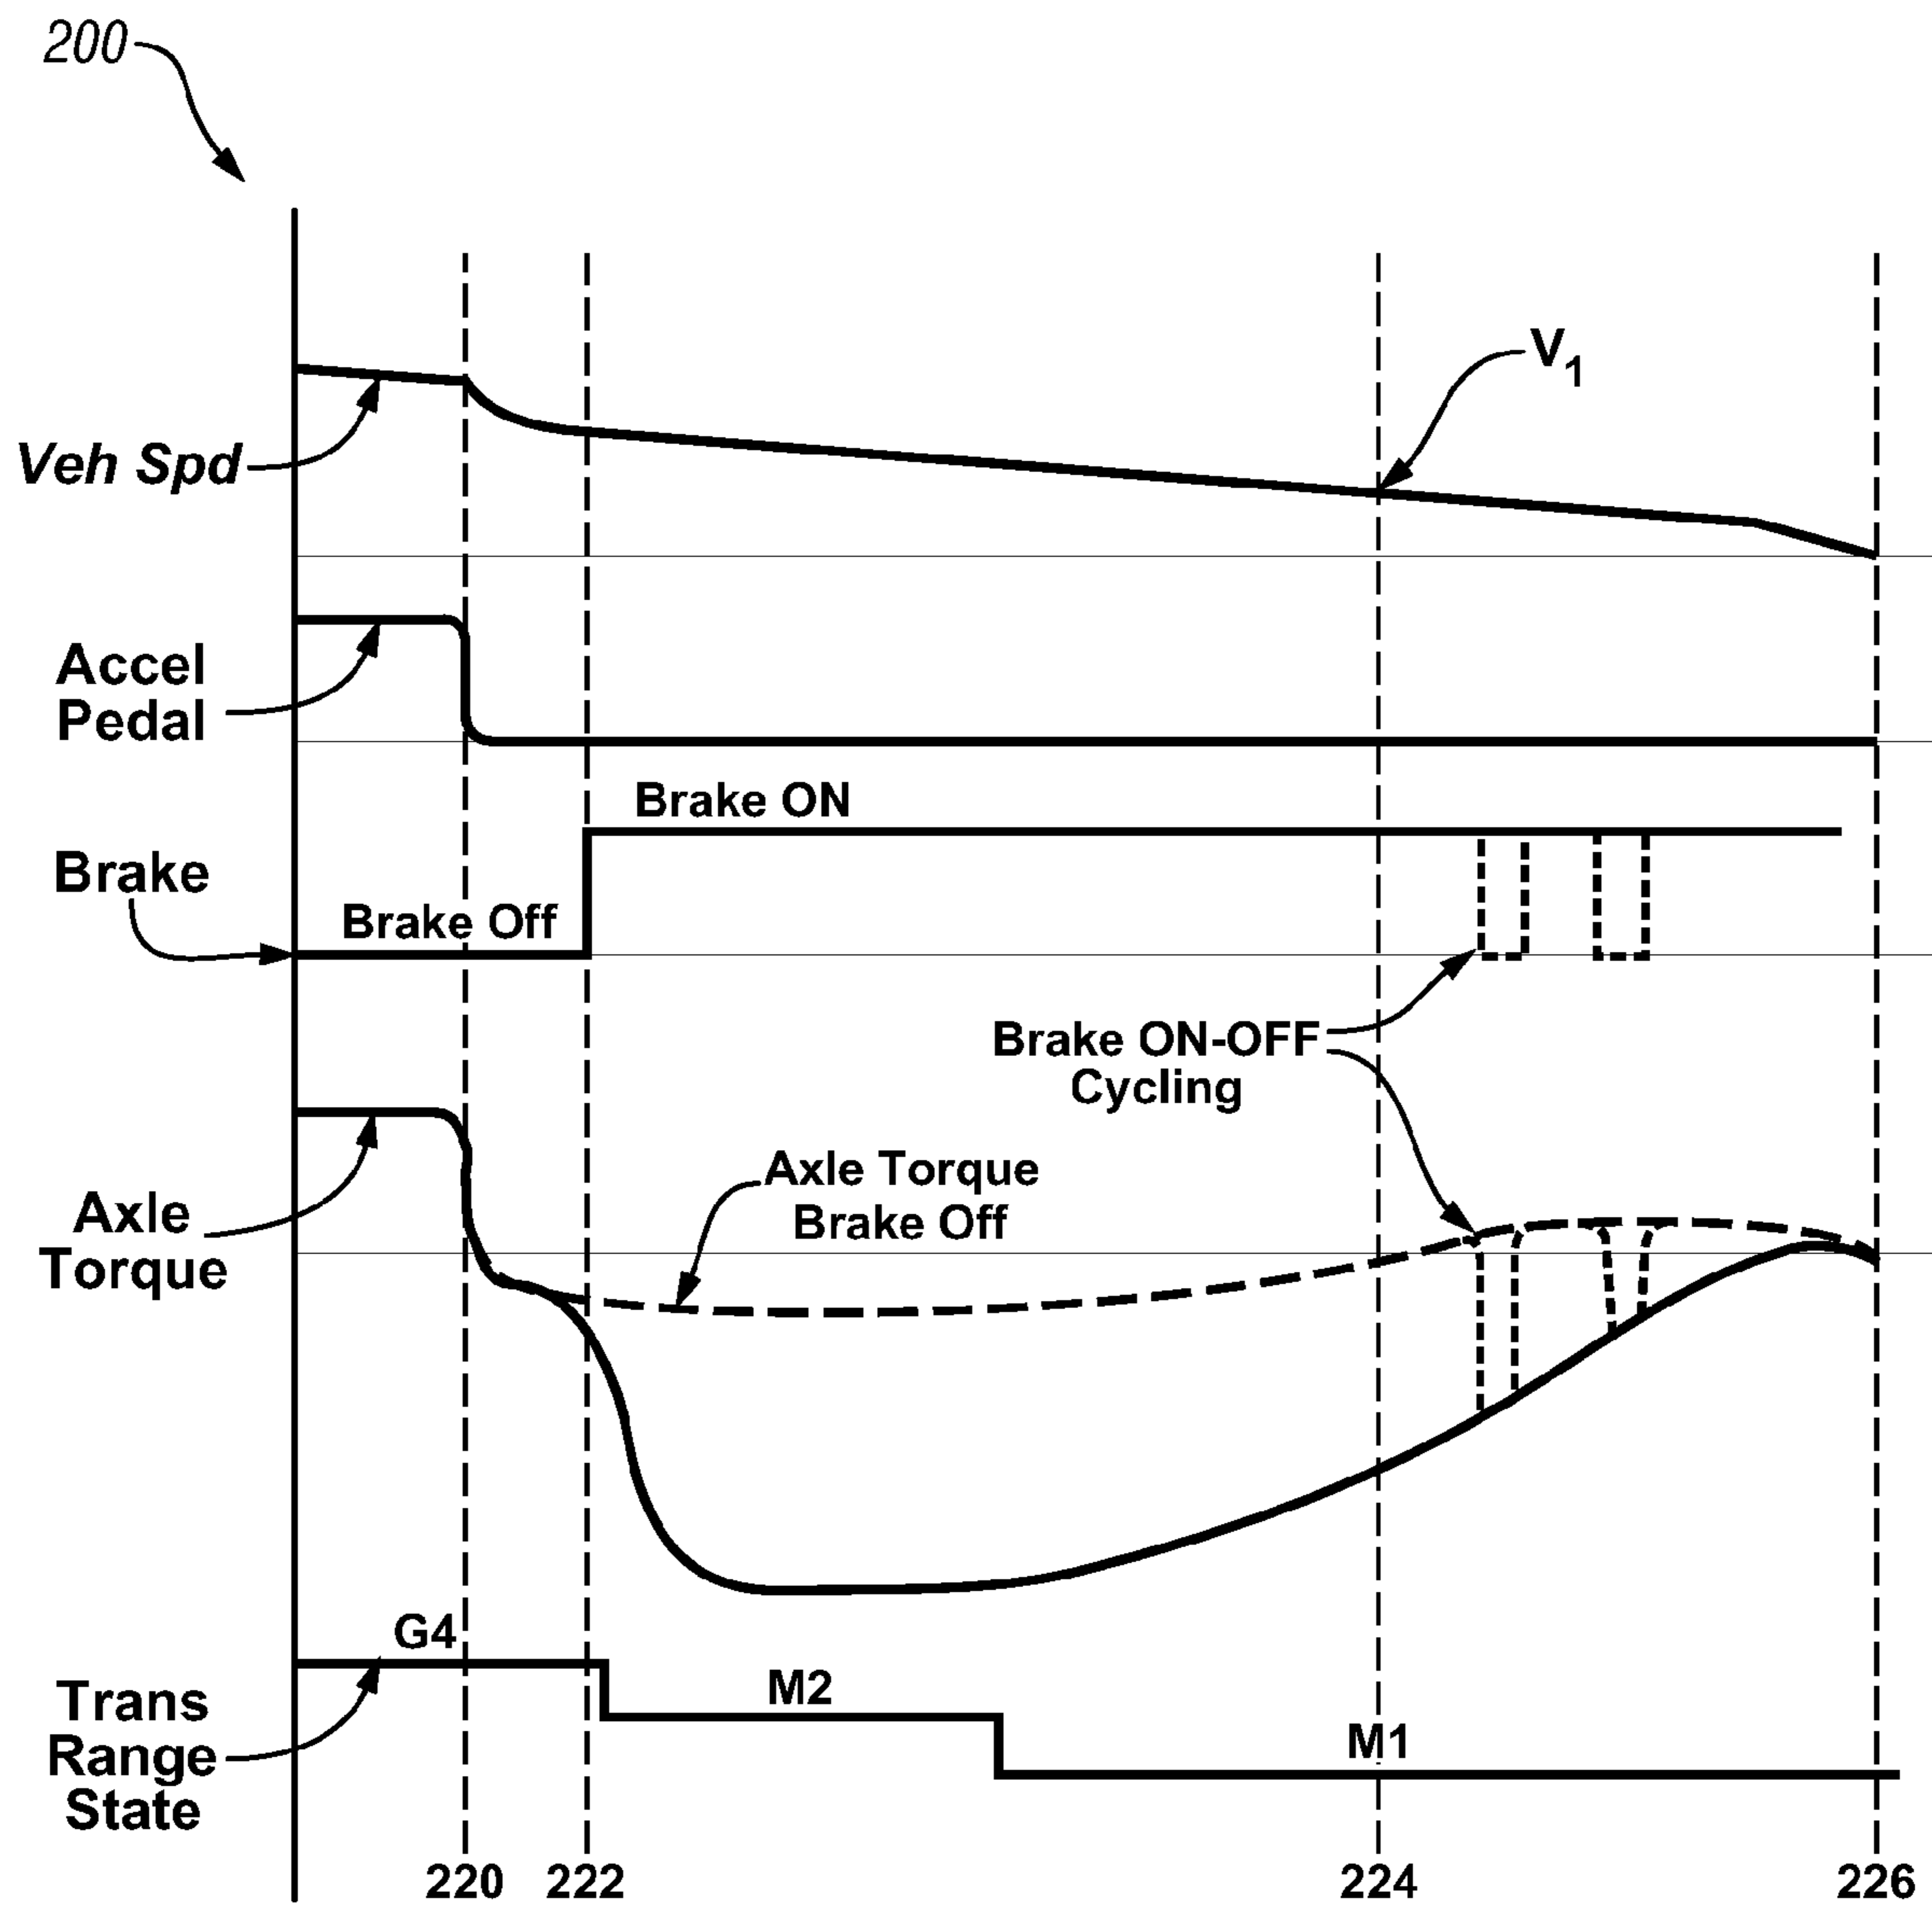 200
V1
Veh Spd
Accel
Pedal
Brake ON
Brake
Brake Off
Brake ON-OFF
Cycling
Axle Torque
Brake Off
Axle
Torque
G4
M2
M1
Trans
Range
State
220 222 224 226